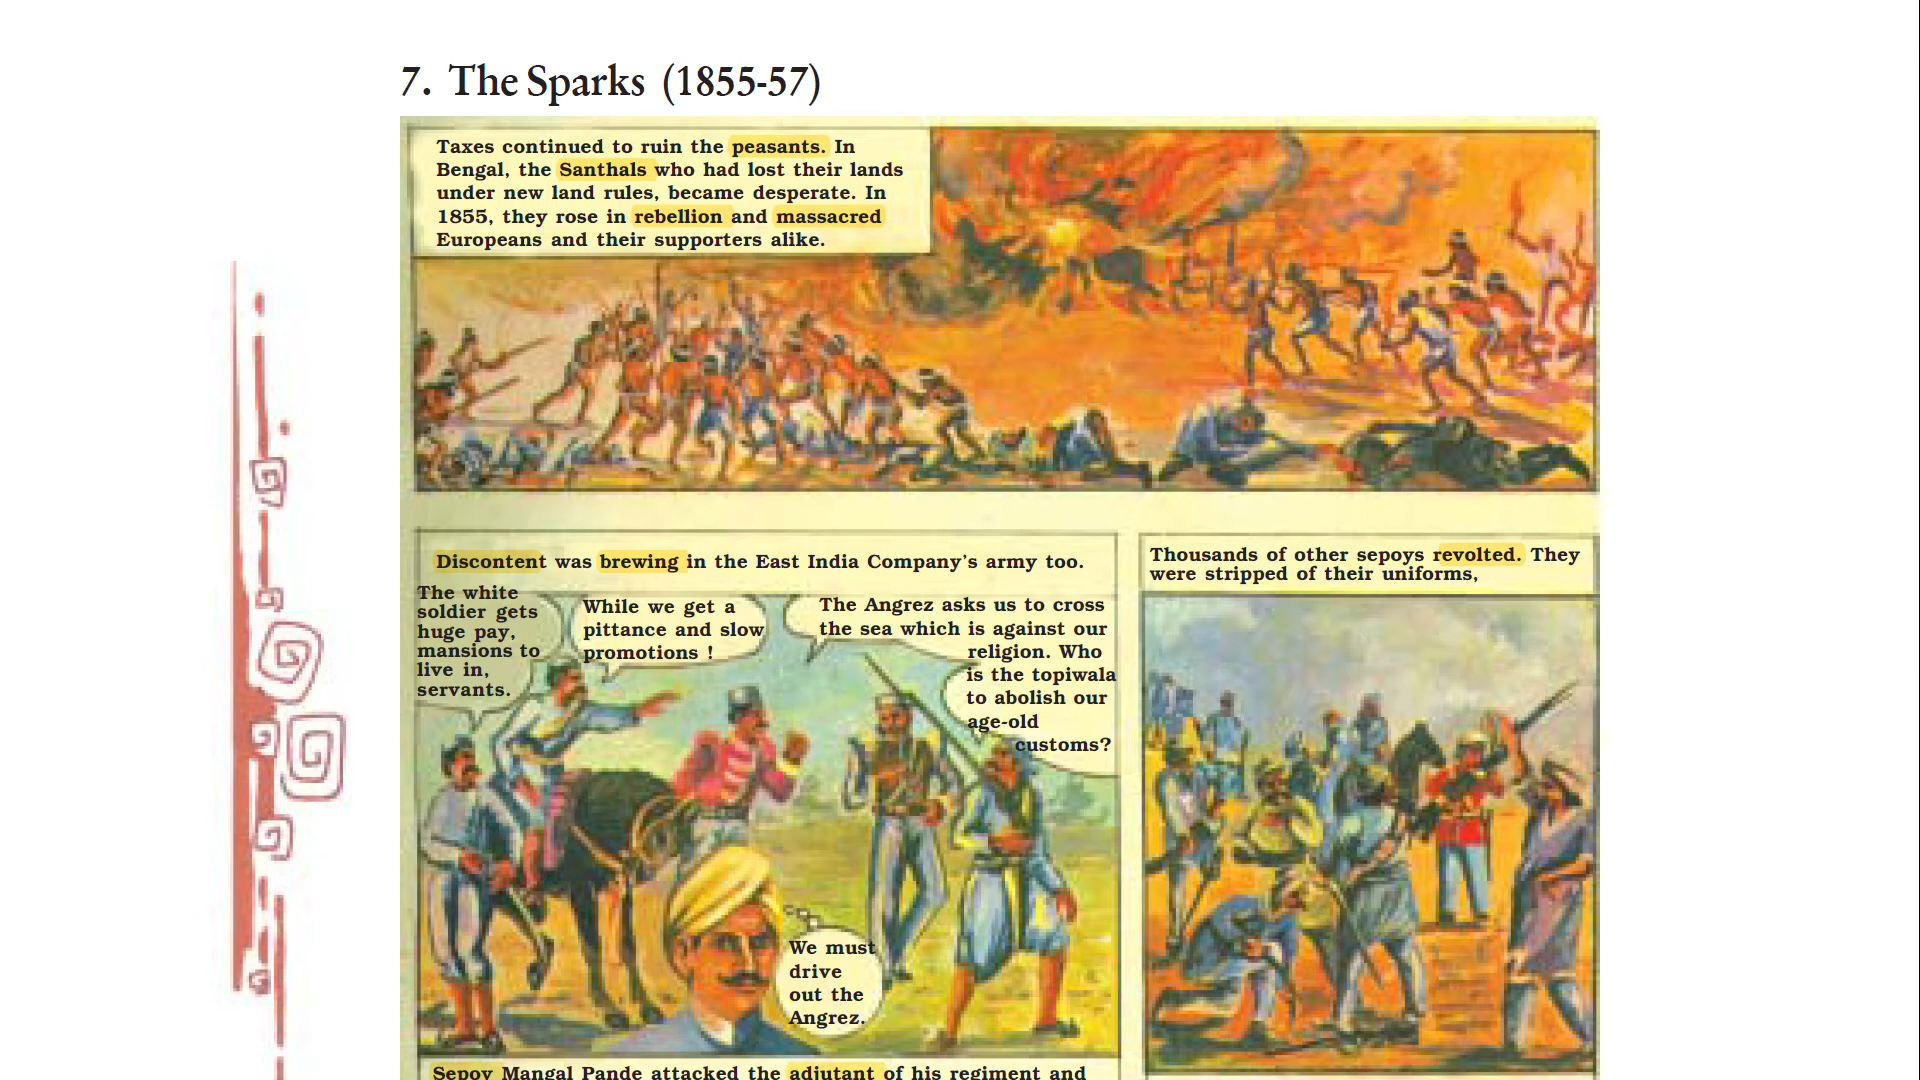 7. The Sparks (1855-57)
Taxes continued to ruin the peasants. In
Bengal, the Santhals who had lost their lands
under new land rules, became desperate. In
1855, they rose in rebellion and massacred
Europeans and their supporters alike.
Discontent was brewing in the East India Company's army too.
The white
soldier gets
huge pay,
mansions to
live in,
servants.
While we get a
pittance and slow
promotions !
The Angrez asks us to cross
the sea which is against our
religion. Who
is the topiwala
to abolish our
age-old
customs?
We must
drive
out the
Angrez.
Sepoy Mangal Pande attacked the adjutant of his regiment and
Thousands of other sepoys revolted. They
were stripped of their uniforms,